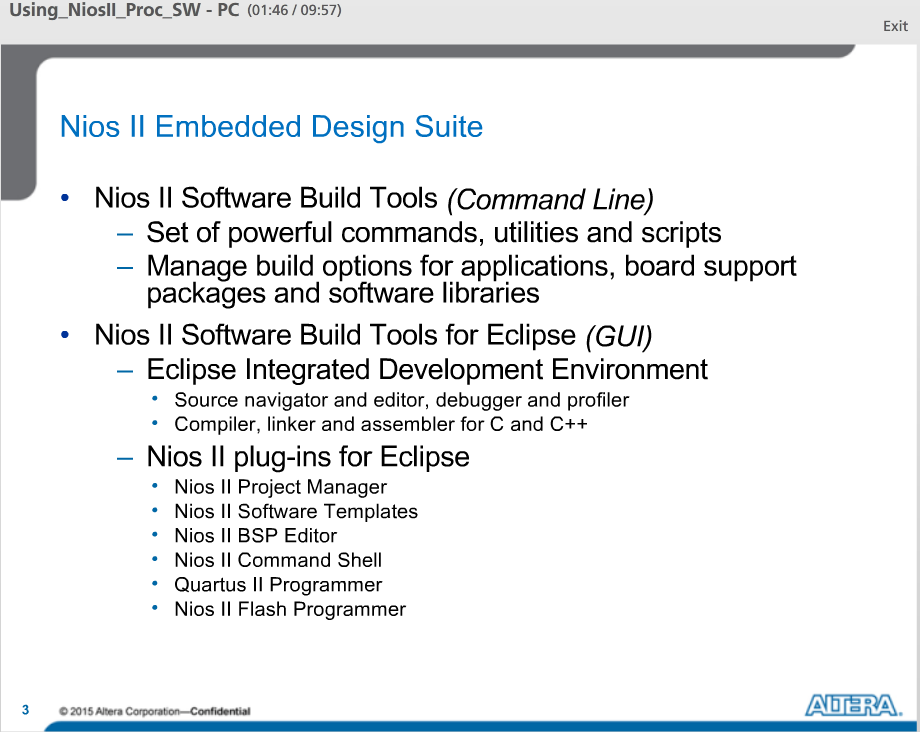 Using_NiosII_Proc_SW - PC (01:46 / 09:57)
Exit
Nios II Embedded Design Suite
• Nios II Software Build Tools (Command Line)
– Set of powerful commands, utilities and scripts
– Manage build options for applications, board support
packages and software libraries
• Nios II Software Build Tools for Eclipse (GUI)
– Eclipse Integrated Development Environment
• Source navigator and editor, debugger and profiler
• Compiler, linker and assembler for C and C++
– Nios II plug-ins for Eclipse
• Nios II Project Manager
• Nios II Software Templates
• Nios II BSP Editor
• Nios II Command Shell
• Quartus II Programmer
• Nios II Flash Programmer
3 © 2015 Altera Corporation—Confidential
ALTERA.